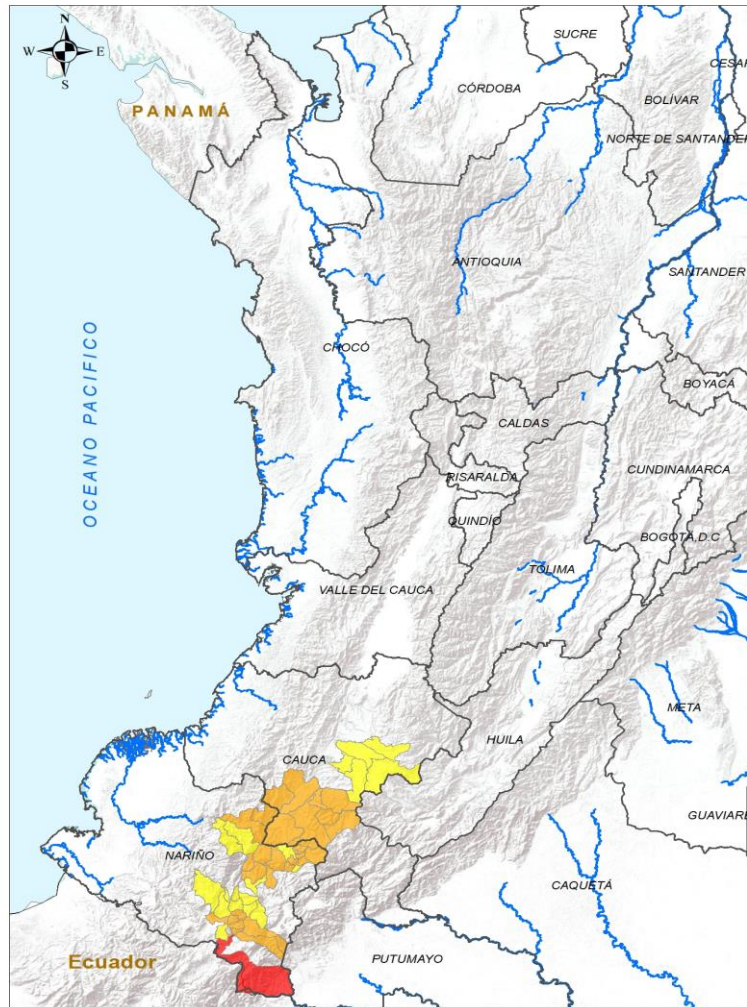 N
W E
S
SUCRE
CESAR
CÓRDOBA
BOLÍVAR
PANAMÁ
NORTE DE SANTANDER
ANTIOQUIA
SANTANDER
OCEANO PACIFICO
CHOCÓ
BOYACÁ
CALDAS
CUNDINAMARCA
RISARALDA
QUINDÍO
BOGOTÁ,D.C
TOLIMA
VALLE DEL CAUCA
META
HUILA
CAUCA
GUAVIARE
NARIÑO
CAQUETÁ
Ecuador
PUTUMAYO